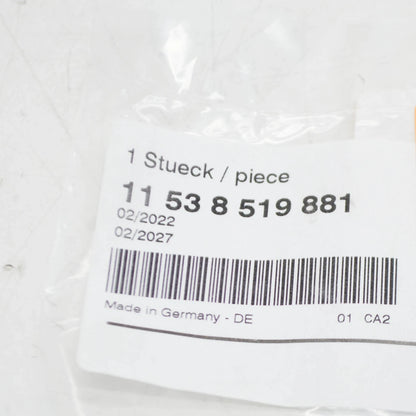 1 Stueck / piece
11 53 8 519 881
02/2022
02/2027
Made in Germany - DE 01 CA2